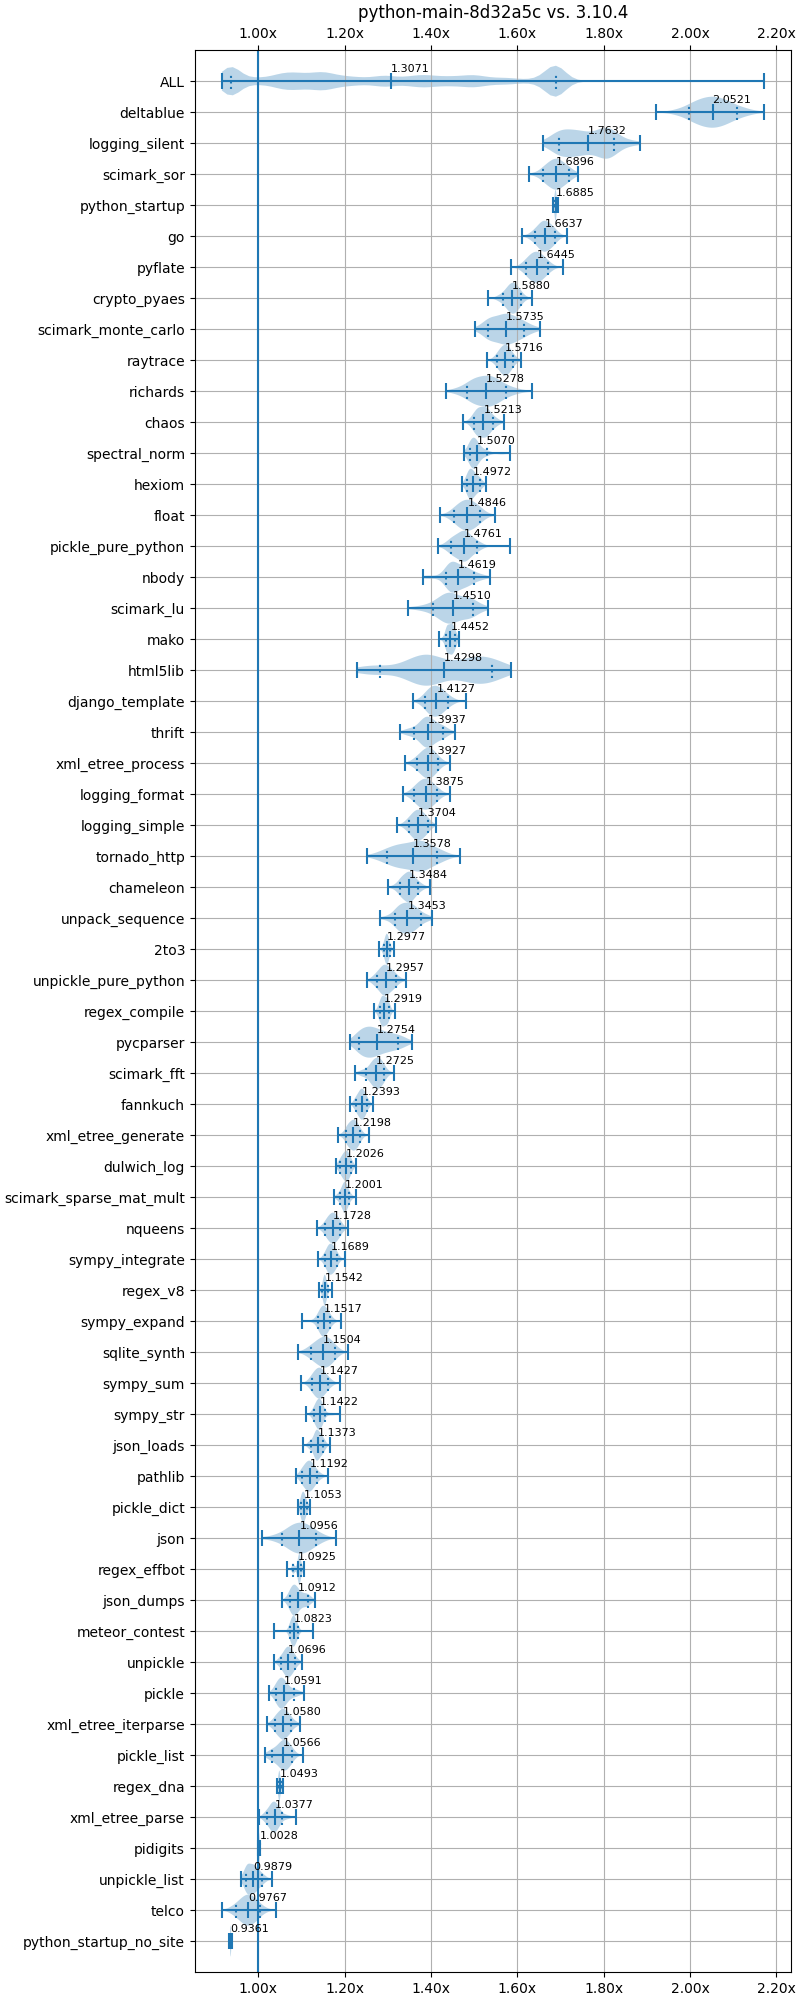 python-main-8d32a5c vs. 3.10.4
1.00x 1.20x 1.40x 1.60x 1.80x 2.00x 2.20x
ALL 1.3071
deltablue 2.0521
logging_silent 1.7632
scimark_sor 1.6896
python_startup 1.6885
go 1.6637
pyflate 1.6445
crypto_pyaes 1.5880
scimark_monte_carlo 1.5735
raytrace 1.5716
richards 1.5278
chaos 1.5213
spectral_norm 1.5070
hexiom 1.4972
float 1.4846
pickle_pure_python 1.4761
nbody 1.4619
scimark_lu 1.4510
mako 1.4452
html5lib 1.4298
django_template 1.4127
thrift 1.3937
xml_etree_process 1.3927
logging_format 1.3875
logging_simple 1.3704
tornado_http 1.3578
chameleon 1.3484
unpack_sequence 1.3453
2to3 1.2977
unpickle_pure_python 1.2957
regex_compile 1.2919
pycparser 1.2754
scimark_fft 1.2725
fannkuch 1.2393
xml_etree_generate 1.2198
dulwich_log 1.2026
scimark_sparse_mat_mult 1.2001
nqueens 1.1728
sympy_integrate 1.1689
regex_v8 1.1542
sympy_expand 1.1517
sqlite_synth 1.1504
sympy_sum 1.1427
sympy_str 1.1422
json_loads 1.1373
pathlib 1.1192
pickle_dict 1.1053
json 1.0956
regex_effbot 1.0925
json_dumps 1.0912
meteor_contest 1.0823
unpickle 1.0696
pickle 1.0591
xml_etree_iterparse 1.0580
pickle_list 1.0566
regex_dna 1.0493
xml_etree_parse 1.0377
pidigits 1.0028
unpickle_list 0.9879
telco 0.9767
python_startup_no_site 0.9361
1.00x 1.20x 1.40x 1.60x 1.80x 2.00x 2.20x